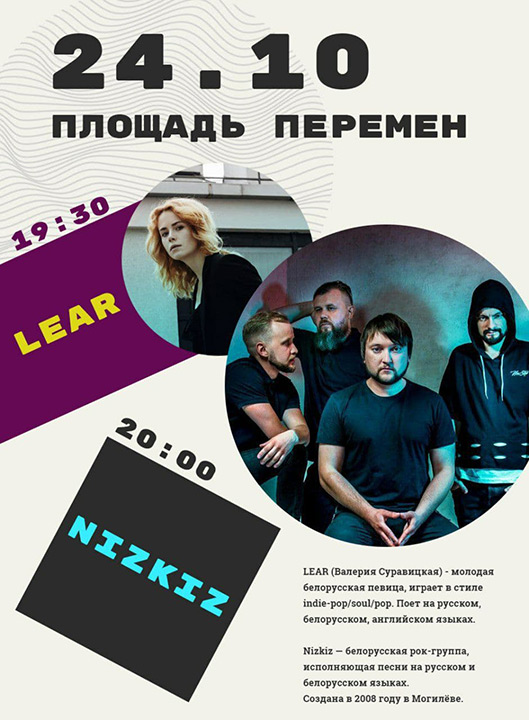 24.10
ПЛОЩАДЬ ПЕРЕМЕН
19:30
LEAR
20:00
NIZKIZ
LEAR (Валерия Суравицкая) - молодая
белорусская певица, играет в стиле
indie-pop/soul/pop. Поет на русском,
белорусском, английском языках.
Nizkiz — белорусская рок-группа,
исполняющая песни на русском и
белорусском языках.
Создана в 2008 году в Могилёве.